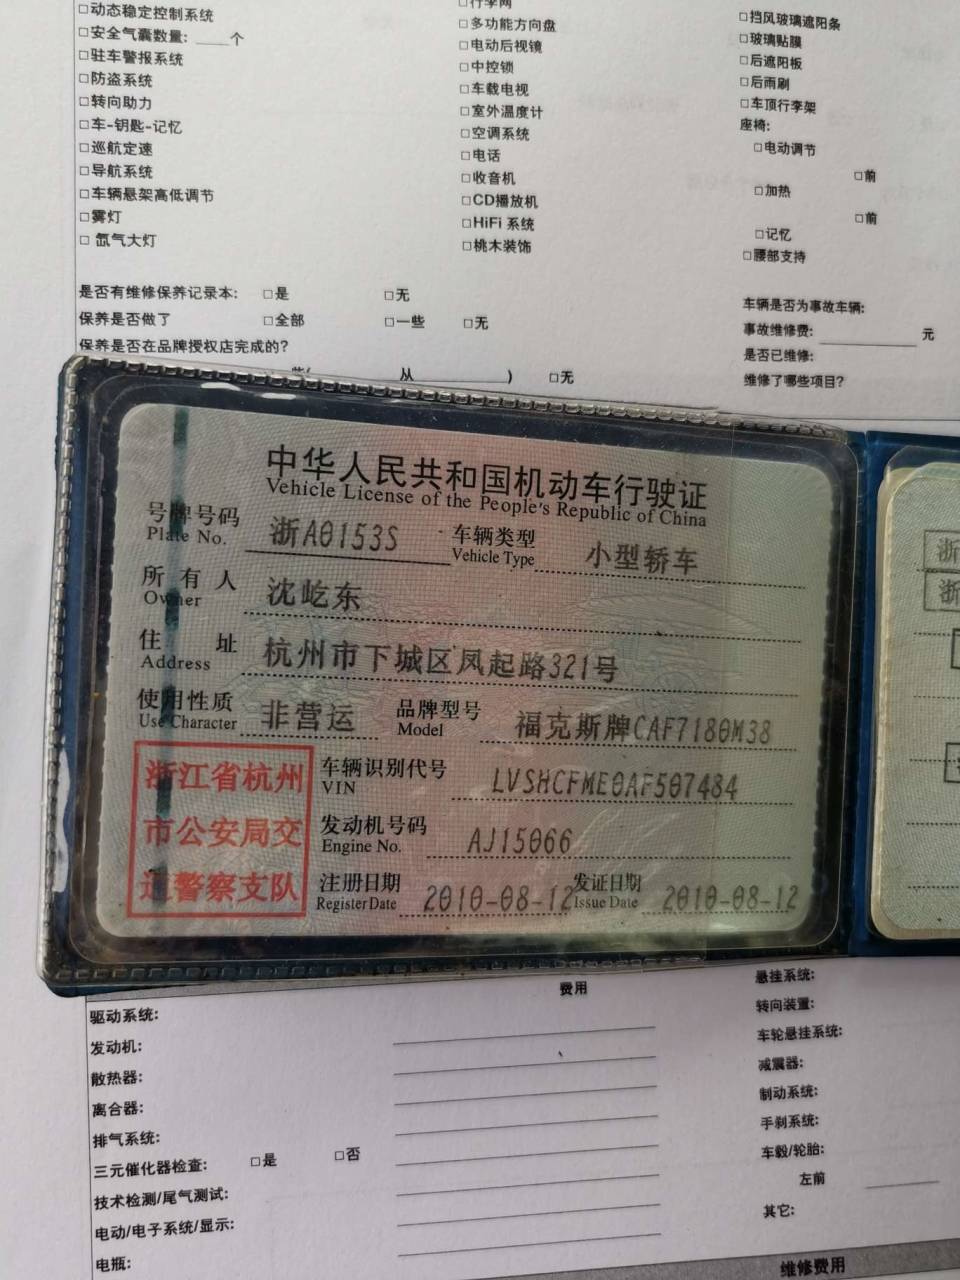 □动态稳定控制系统
□安全气囊数量: ____个
□驻车警报系统
□防盗系统
□转向助力
□车-钥匙-记忆
□巡航定速
□导航系统
□车辆悬架高低调节
□雾灯
□ 氙气大灯
□行李网
□多功能方向盘
□电动后视镜
□中控锁
□车载电视
□室外温度计
□空调系统
□电话
□收音机
□CD播放机
□HiFi 系统
□桃木装饰
□挡风玻璃遮阳条
□玻璃贴膜
□后遮阳板
□后雨刷
□车顶行李架
座椅:
□电动调节
□前
□加热
□前
□记忆
□腰部支持
是否有维修保养记录本: □是 □无
保养是否做了 □全部 □一些 □无
保养是否在品牌授权店完成的?
从 ________ ) □无
车辆是否为事故车辆:
事故维修费: ________ 元
是否已维修:
维修了哪些项目?
中华人民共和国机动车行驶证
Vehicle License of the People's Republic of China
号牌号码 浙A0153S 车辆类型 小型轿车
Plate No. Vehicle Type
所有人 沈屹东
Owner
住址 杭州市下城区凤起路321号
Address
使用性质 非营运 品牌型号 福克斯牌CAF7180M38
Use Character Model
浙江省杭州
市公安局交
通警察支队
车辆识别代号 LVSHCFME0AF507484
VIN
发动机号码 AJ15066
Engine No.
注册日期 2010-08-12 发证日期 2010-08-12
Register Date Issue Date
浙
浙
费用
驱动系统:
发动机:
散热器:
离合器:
排气系统:
三元催化器检查: □是 □否
技术检测/尾气测试:
电动/电子系统/显示:
电瓶:
悬挂系统:
转向装置:
车轮悬挂系统:
减震器:
制动系统:
手刹系统:
车毂/轮胎:
左前 ________
其它:
维修费用